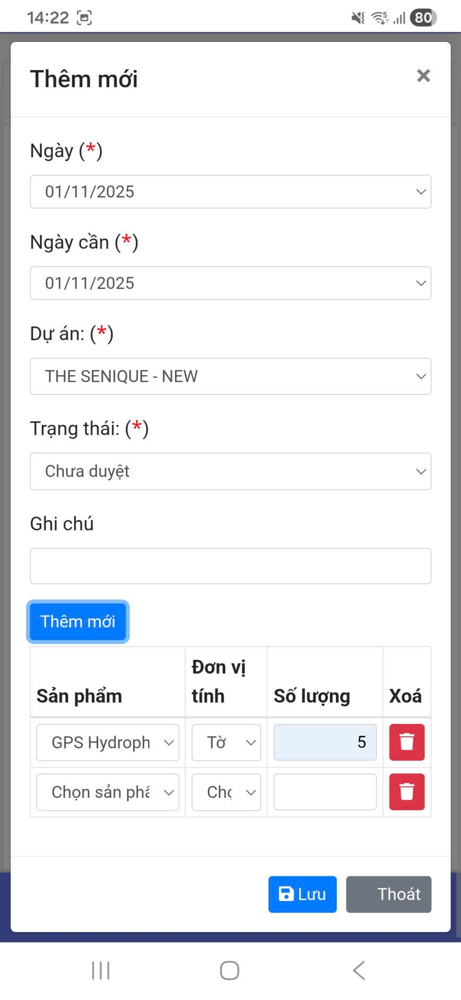 14:22
80
Thêm mới
Ngày (*)
01/11/2025
Ngày cần (*)
01/11/2025
Dự án: (*)
THE SENIQUE - NEW
Trạng thái: (*)
Chưa duyệt
Ghi chú
Thêm mới
Sản phẩm Đơn vị tính Số lượng Xoá
GPS Hydroph Tờ 5
Chọn sản
Lưu Thoát